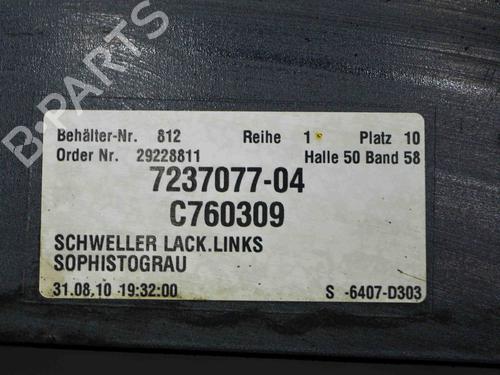 B-PARTS
Behälter-Nr. 812 Reihe 1 Platz 10
Order Nr. 29228811 Halle 50 Band 58
7237077-04
C760309
SCHWELLER LACK.LINKS
SOPHISTOGRAU
31.08.10 19:32:00 S -6407-D303